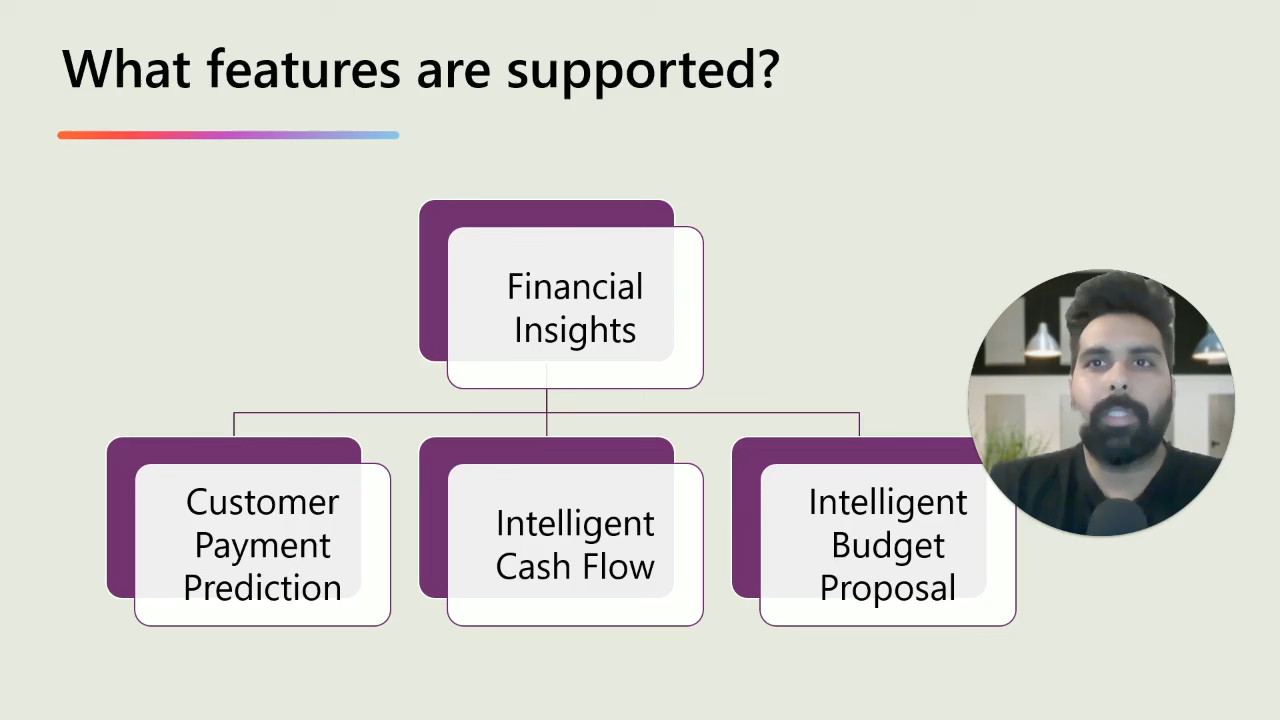 What features are supported?
Financial
Insights
Customer
Payment
Prediction
Intelligent
Cash Flow
Intelligent
Budget
Proposal